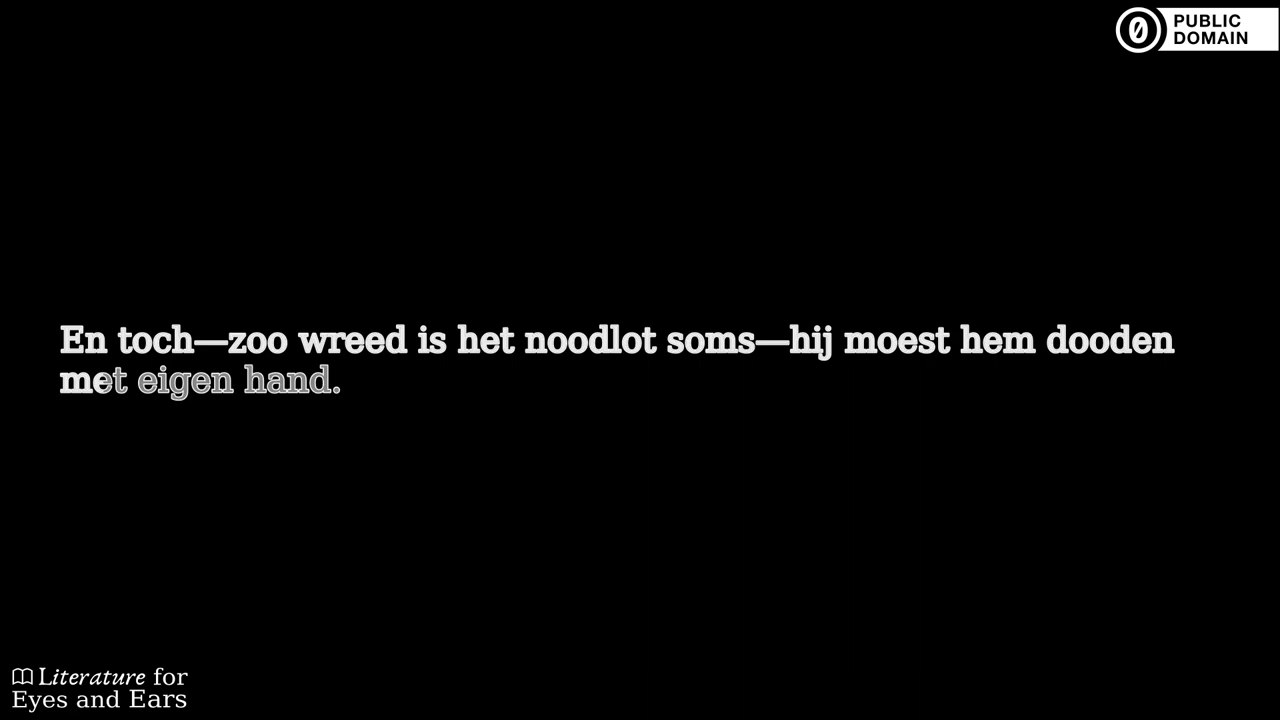 PUBLIC
DOMAIN
En toch—zoo wreed is het noodlot soms—hij moest hem dooden
met eigen hand.
Literature for
Eyes and Ears